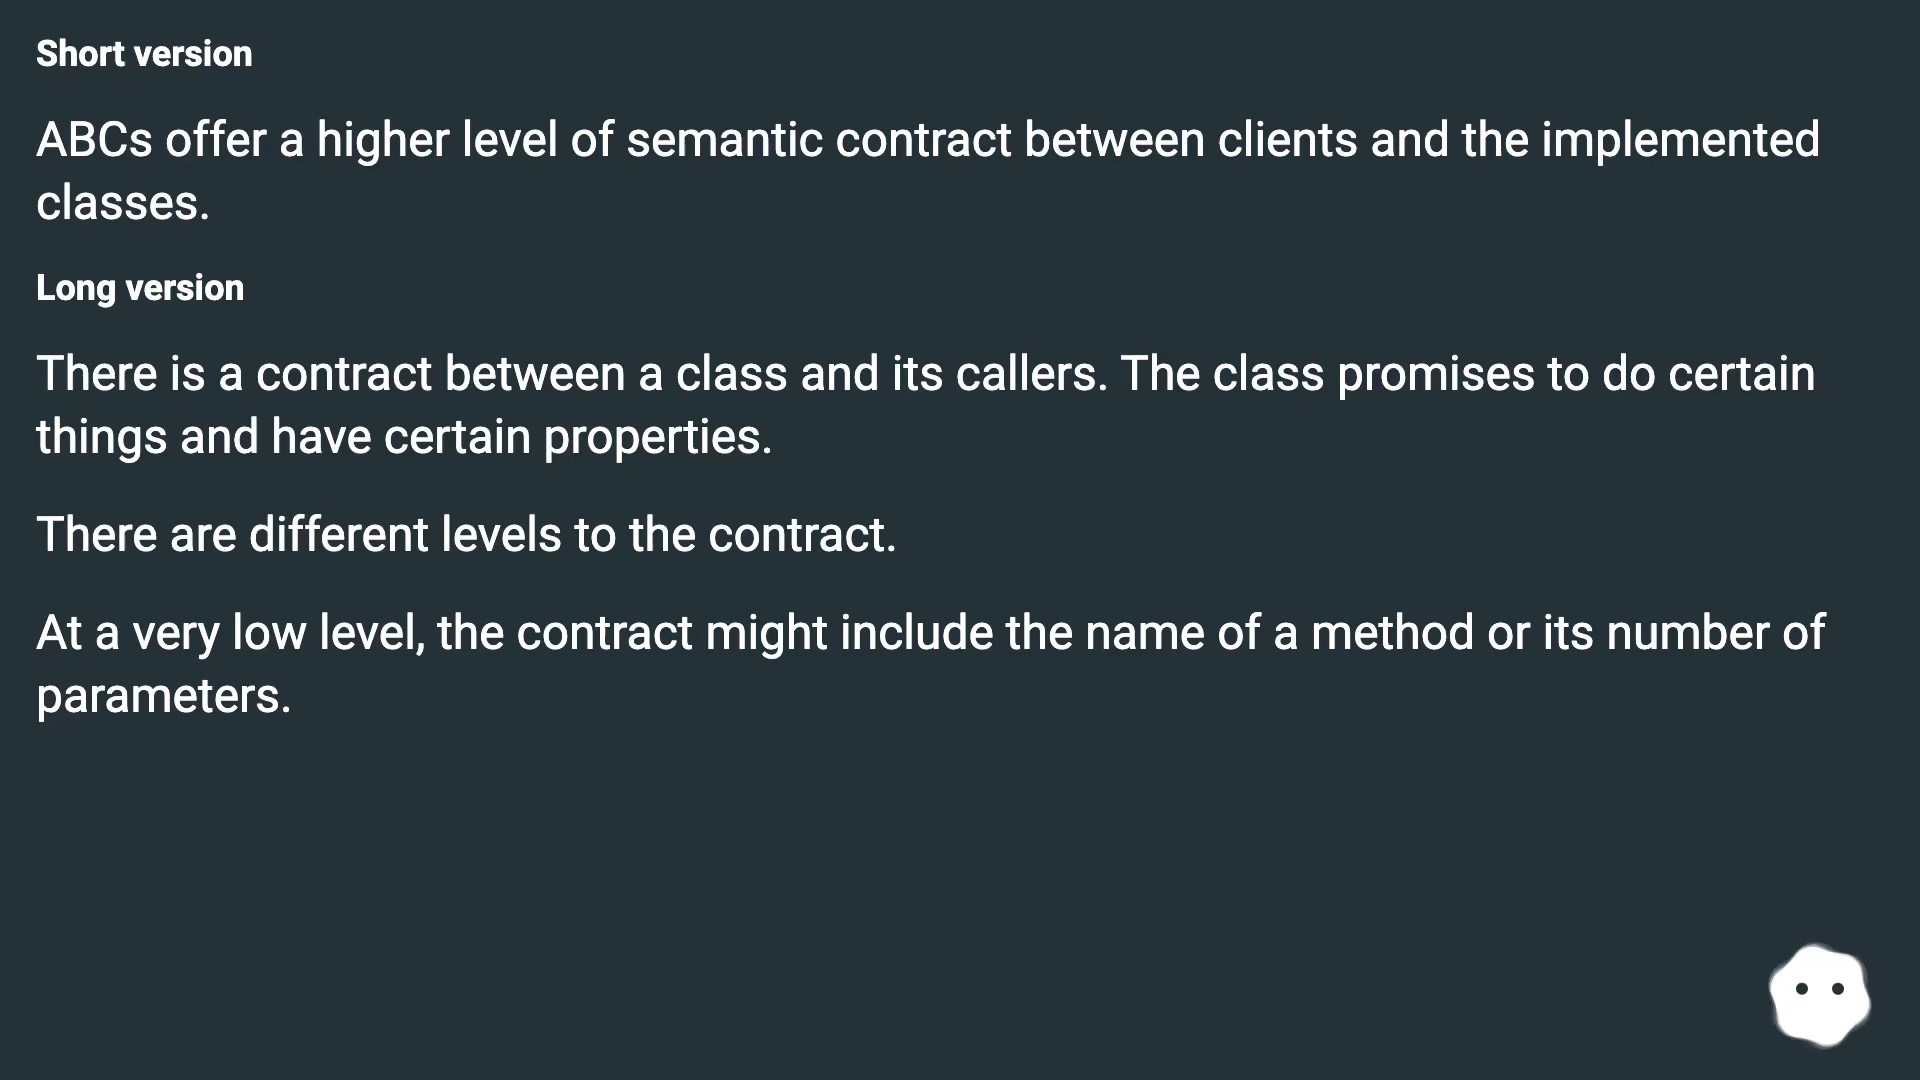 Short version
ABCs offer a higher level of semantic contract between clients and the implemented
classes.
Long version
There is a contract between a class and its callers. The class promises to do certain
things and have certain properties.
There are different levels to the contract.
At a very low level, the contract might include the name of a method or its number of
parameters.